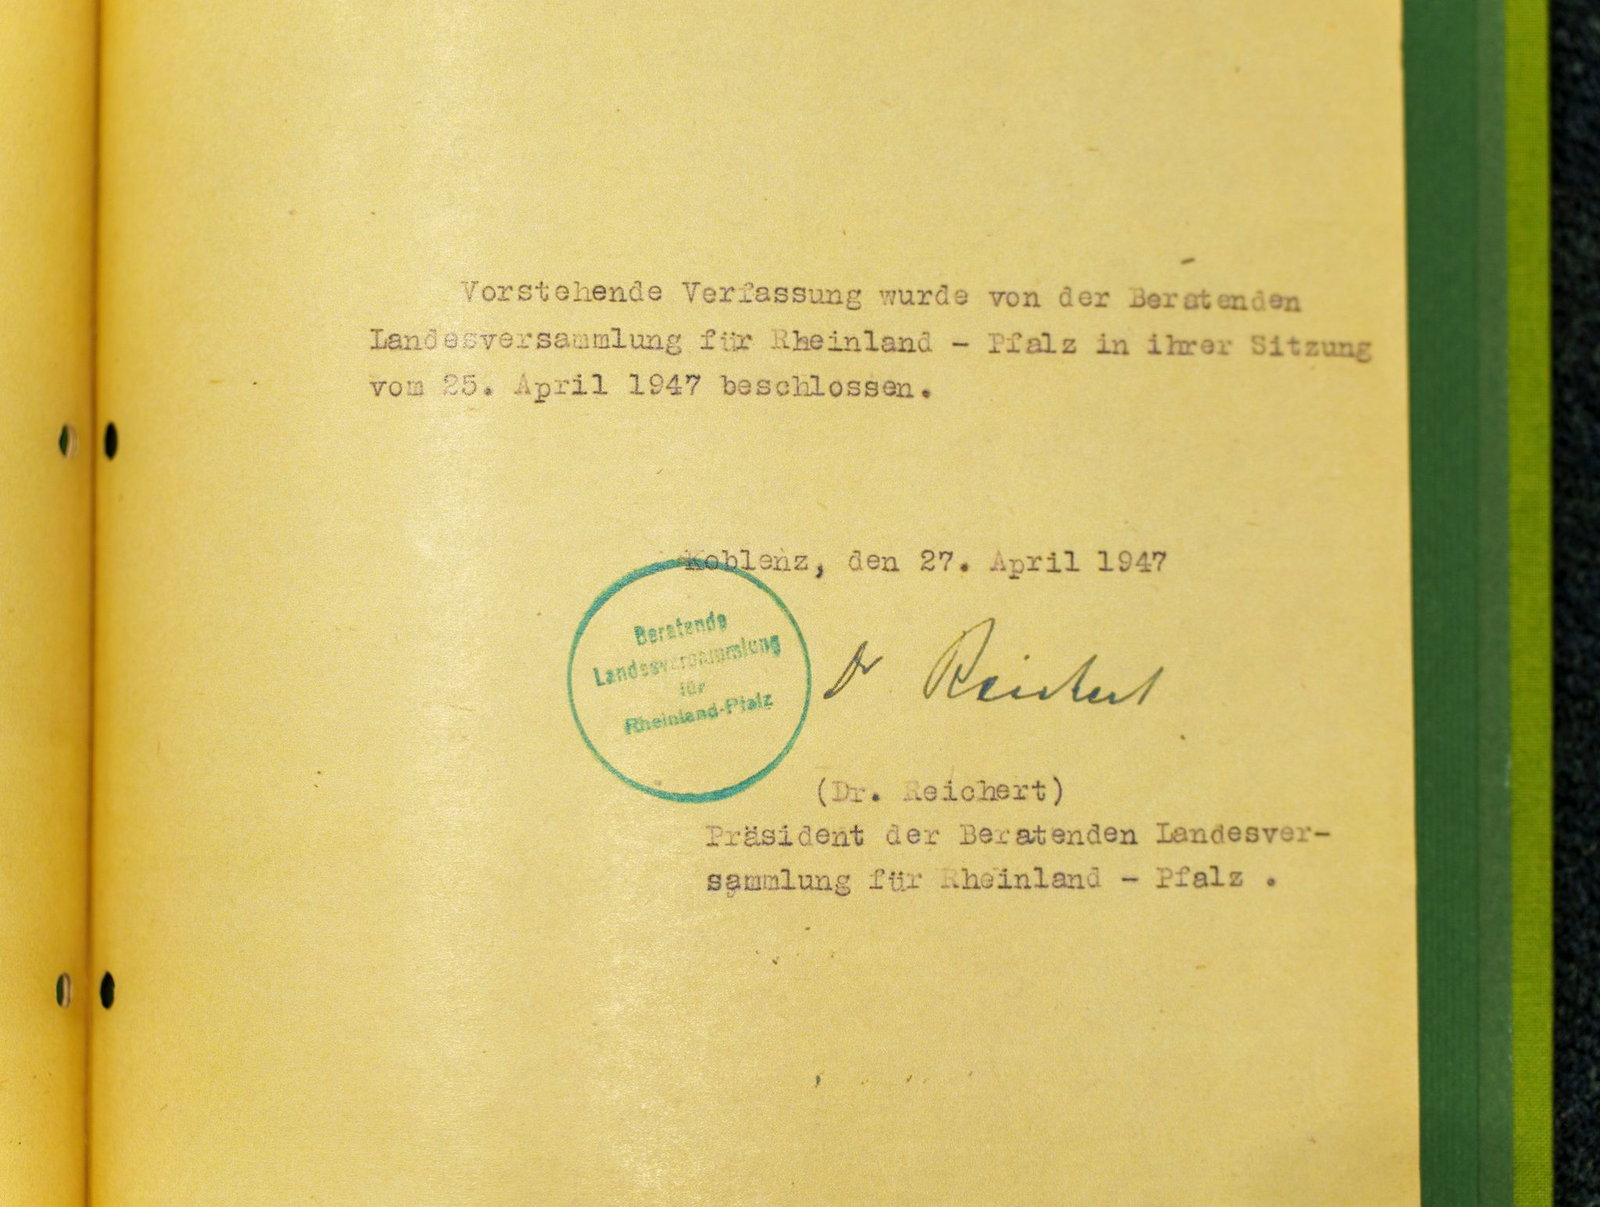 Vorstehende Verfassung wurde von der Beratenden
Landesversammlung für Rheinland - Pfalz in ihrer Sitzung
vom 25. April 1947 beschlossen.
Koblenz, den 27. April 1947
Beratende
Landesversammlung
für
Rheinland-Pfalz
Dr Reichert
(Dr. Reichert)
Präsident der Beratenden Landesver-
sammlung für Rheinland - Pfalz .